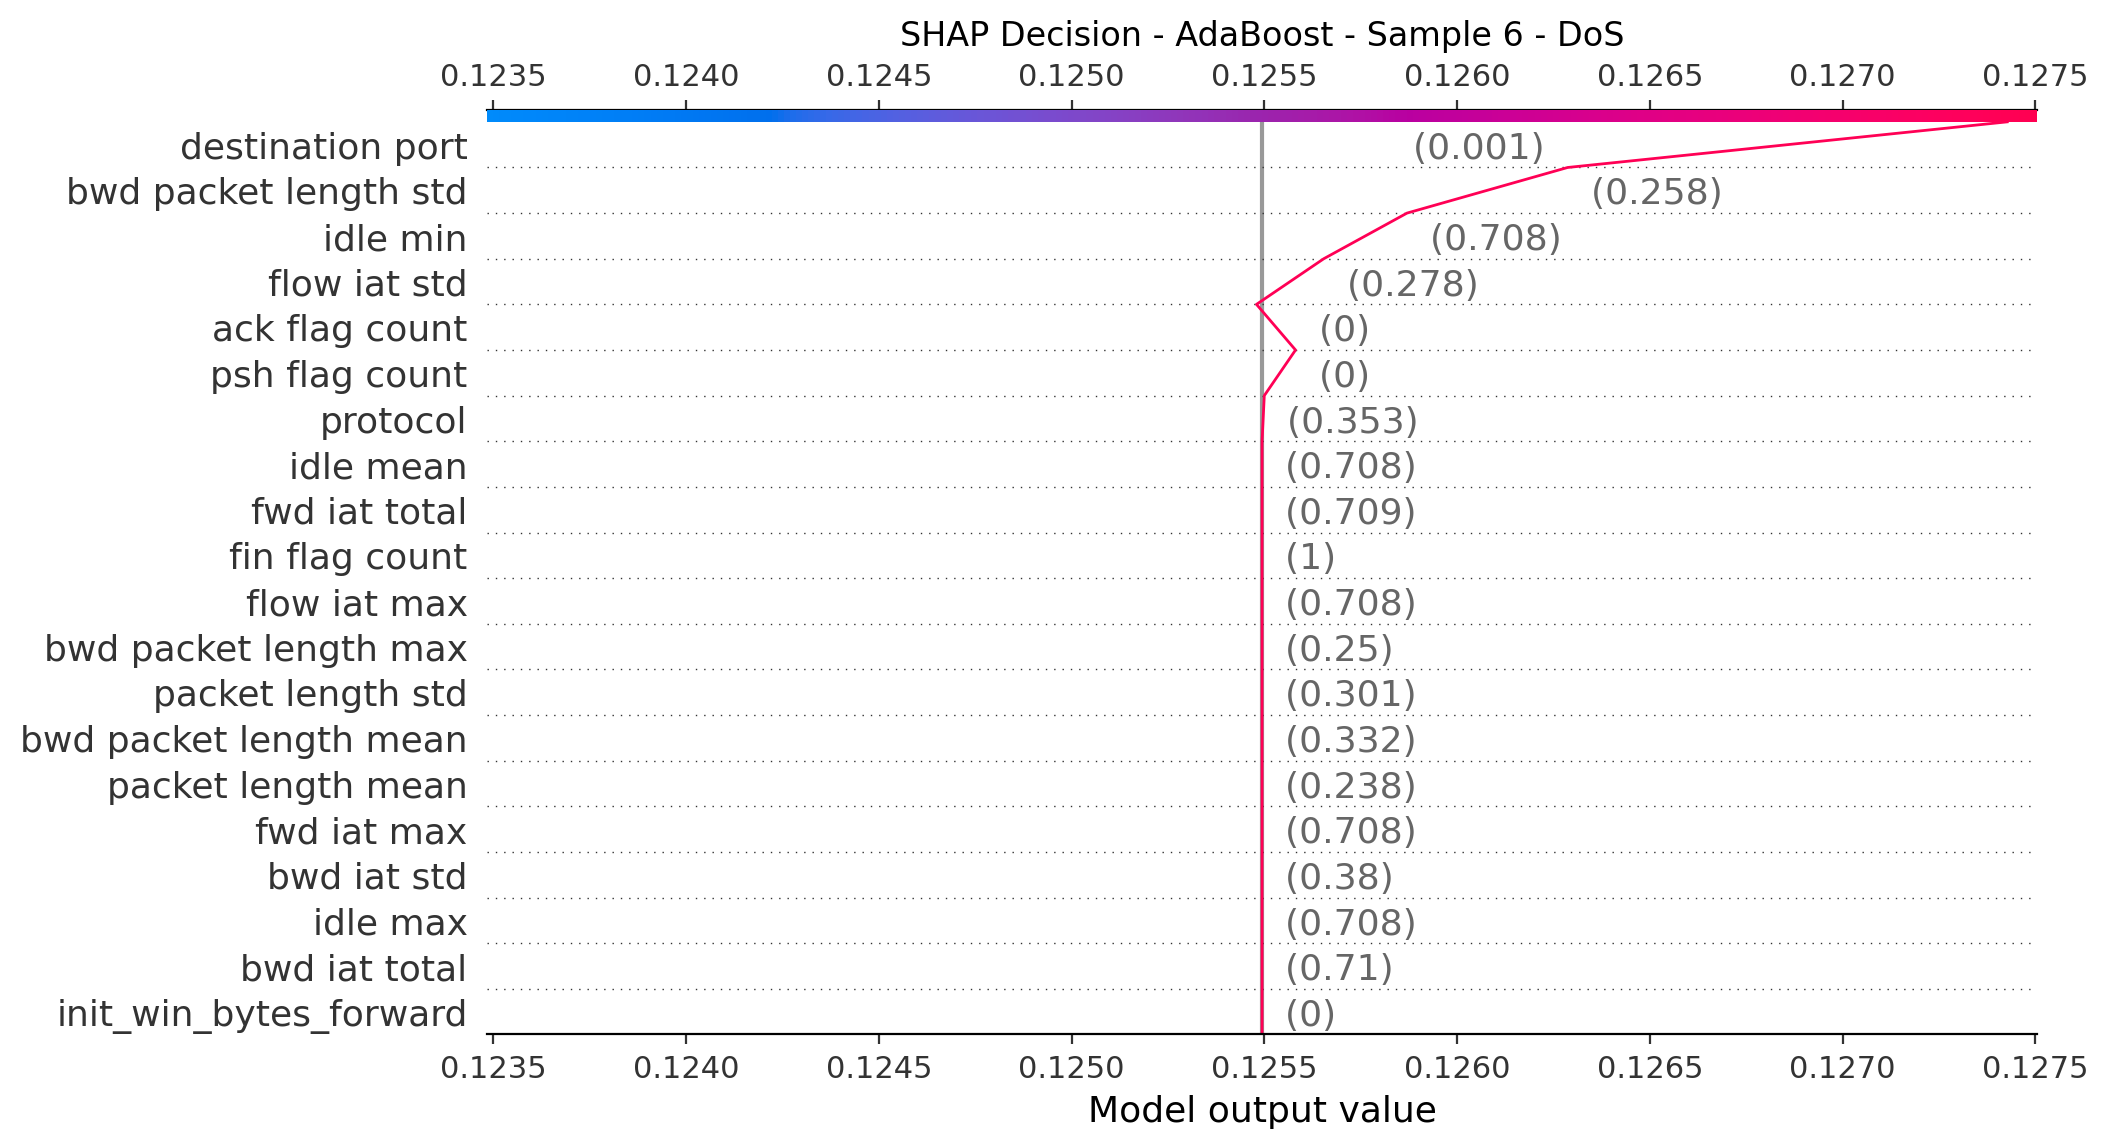 SHAP Decision - AdaBoost - Sample 6 - DoS
0.1235 0.1240 0.1245 0.1250 0.1255 0.1260 0.1265 0.1270 0.1275
destination port (0.001)
bwd packet length std (0.258)
idle min (0.708)
flow iat std (0.278)
ack flag count (0)
psh flag count (0)
protocol (0.353)
idle mean (0.708)
fwd iat total (0.709)
fin flag count (1)
flow iat max (0.708)
bwd packet length max (0.25)
packet length std (0.301)
bwd packet length mean (0.332)
packet length mean (0.238)
fwd iat max (0.708)
bwd iat std (0.38)
idle max (0.708)
bwd iat total (0.71)
init_win_bytes_forward (0)
0.1235 0.1240 0.1245 0.1250 0.1255 0.1260 0.1265 0.1270 0.1275
Model output value